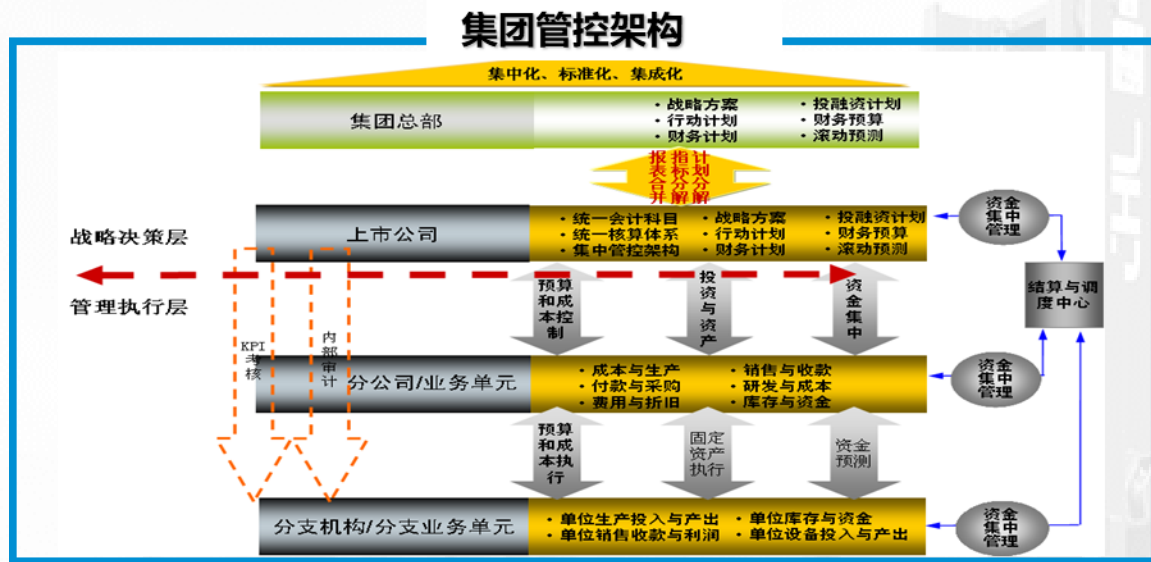 集团管控架构
集中化、标准化、集成化
集团总部
・战略方案
・行动计划
・财务计划
・投融资计划
・财务预算
・滚动预测
报表合并
指标分解
计划分解
战略决策层
管理执行层
上市公司
・统一会计科目
・统一核算体系
・集中管控架构
・战略方案
・行动计划
・财务计划
・投融资计划
・财务预算
・滚动预测
资金
集中
管理
结算与调
度中心
KPI
考
核
内
部
审
计
预算
和成
本控
制
投
资
与
资
产
资
金
集
中
分公司/业务单元
・成本与生产
・付款与采购
・费用与折旧
・销售与收款
・研发与成本
・库存与资金
资金
集中
管理
预算
和成
本执
行
固定
资产
执行
资金
预测
分支机构/分支业务单元
・单位生产投入与产出
・单位销售收款与利润
・单位库存与资金
・单位设备投入与产出
资金
集中
管理